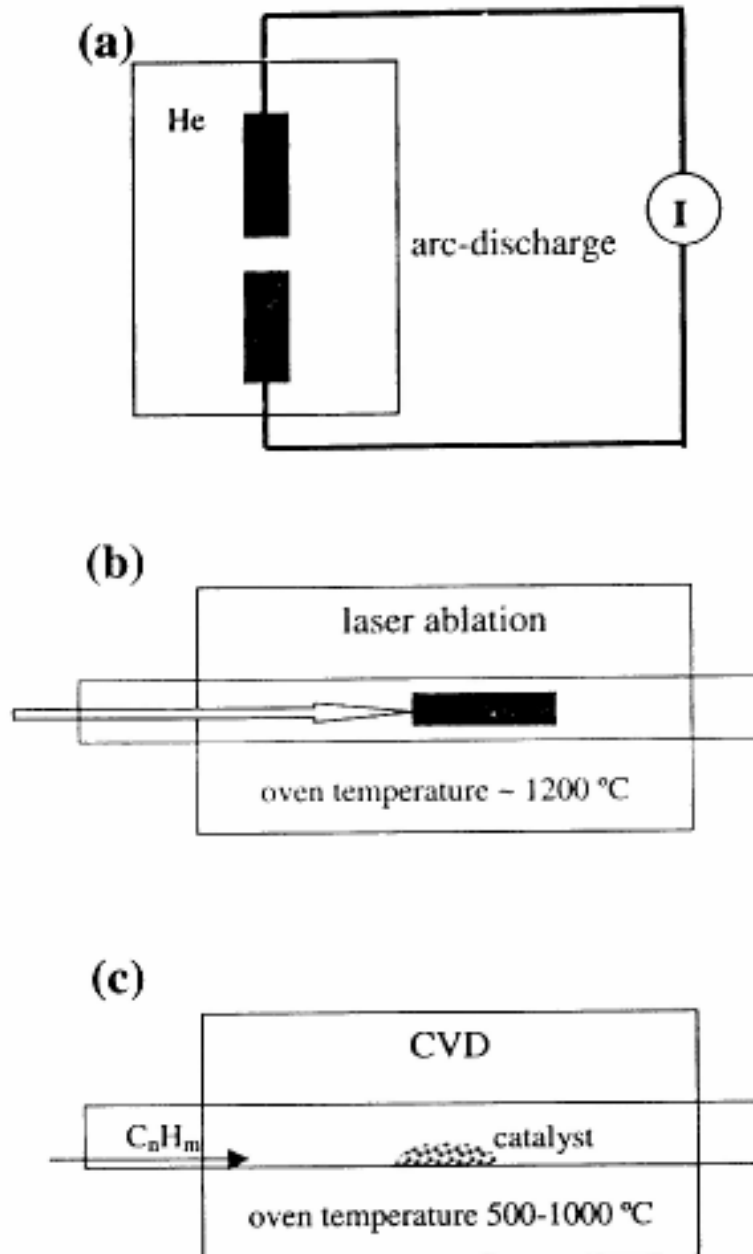 (a)
He
arc-discharge
I
(b)
laser ablation
oven temperature ~ 1200 °C
(c)
CVD
CnHm
catalyst
oven temperature 500-1000 °C